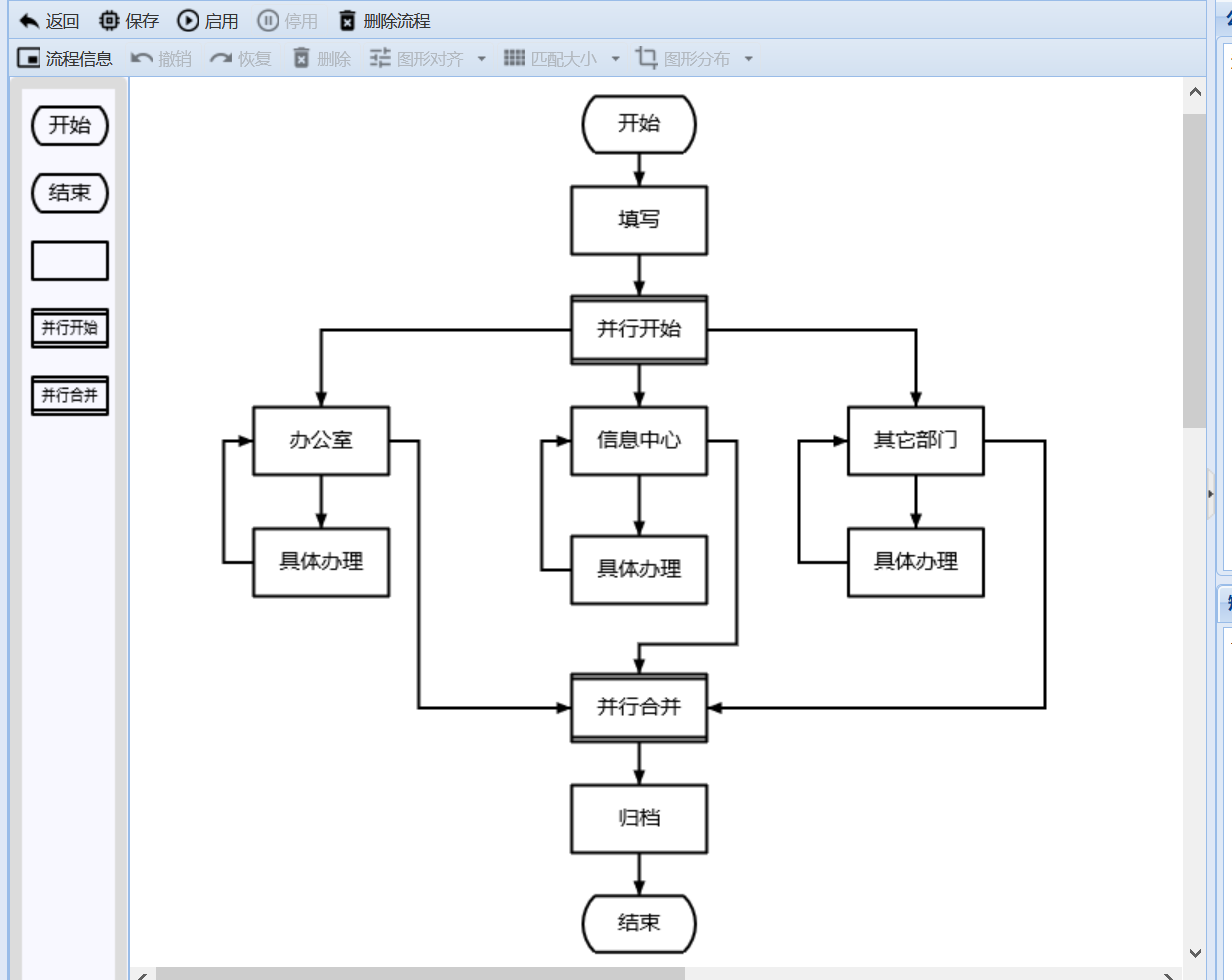 返回 保存 启用 停用 删除流程
流程信息 撤销 恢复 删除 图形对齐 匹配大小 图形分布
开始
结束
并行开始
并行合并
开始
填写
并行开始
办公室 信息中心 其它部门
具体办理 具体办理 具体办理
并行合并
归档
结束